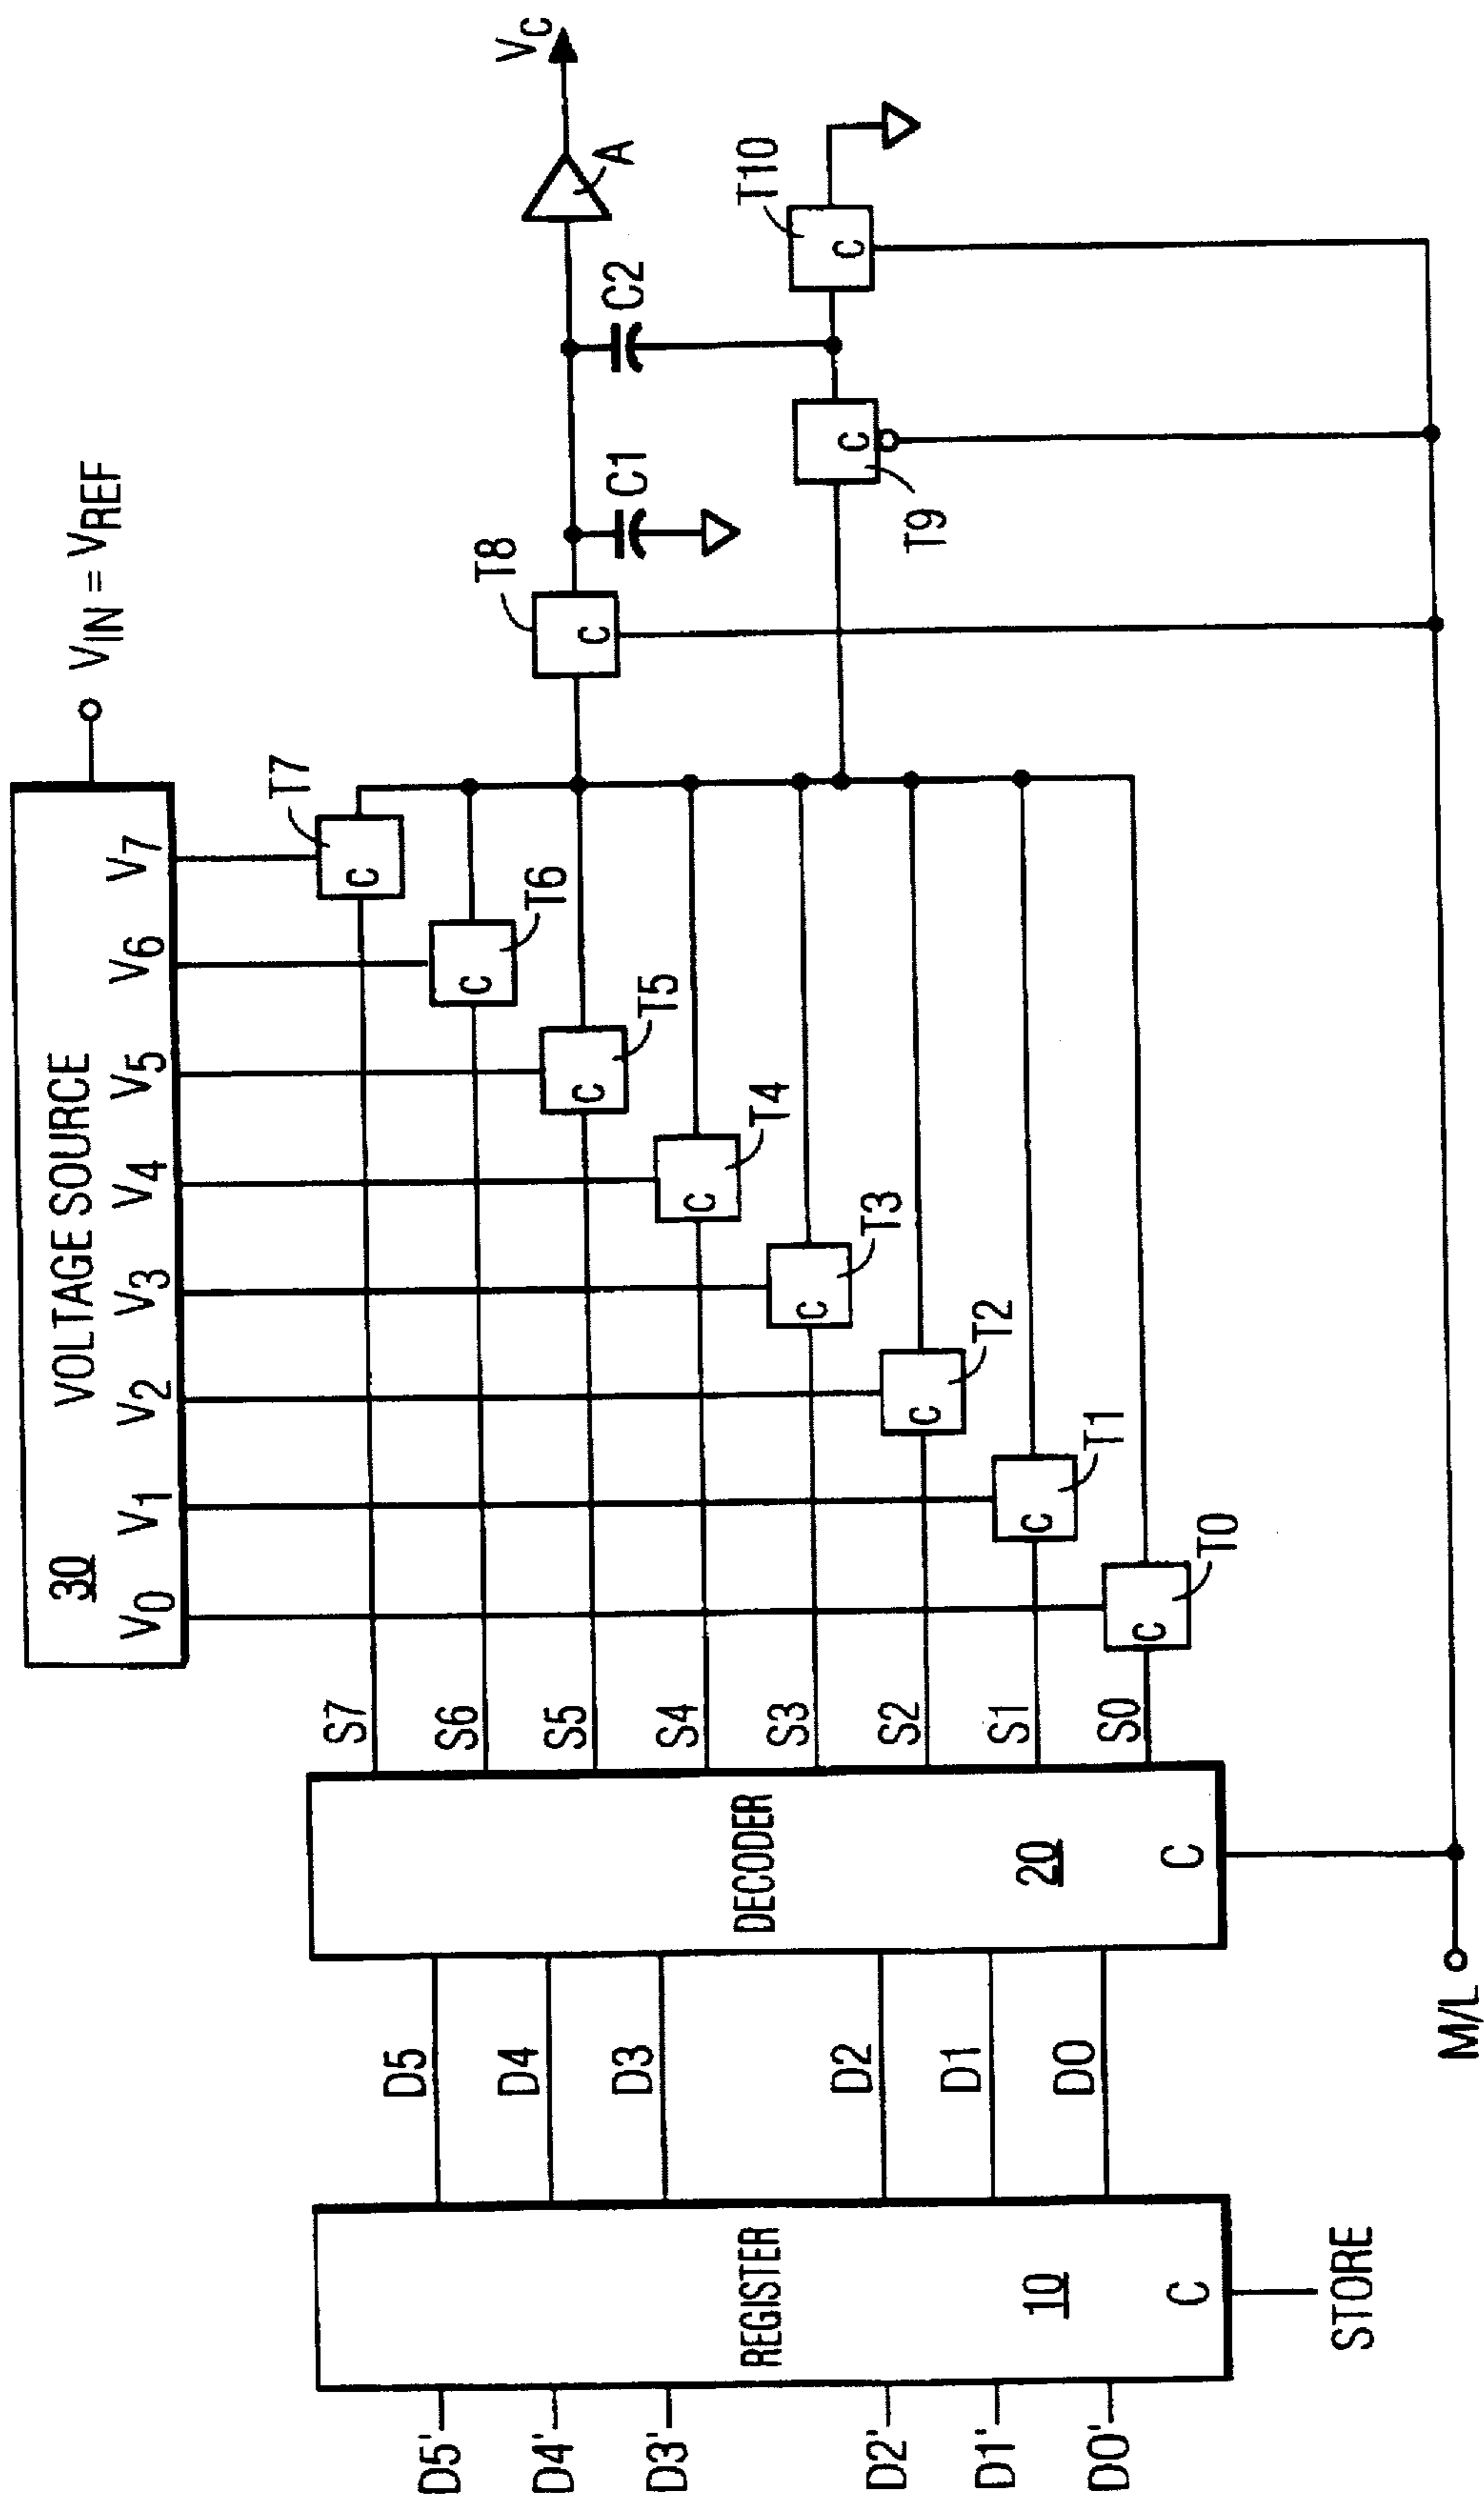 VIN = VREF
VOLTAGE SOURCE
30
V0 V1 V2 V3 V4 V5 V6 V7
D5'
D4'
D3'
D2'
D1'
D0'
REGISTER
10
C
STORE
D5
D4
D3
D2
D1
D0
DECODER
20
C
M/L
S7
S6
S5
S4
S3
S2
S1
S0
C T7
C T6
C T5
C T4
C T3
C T2
C T1
C T0
C T8
C1
C2
A
VC
C T9
C T10